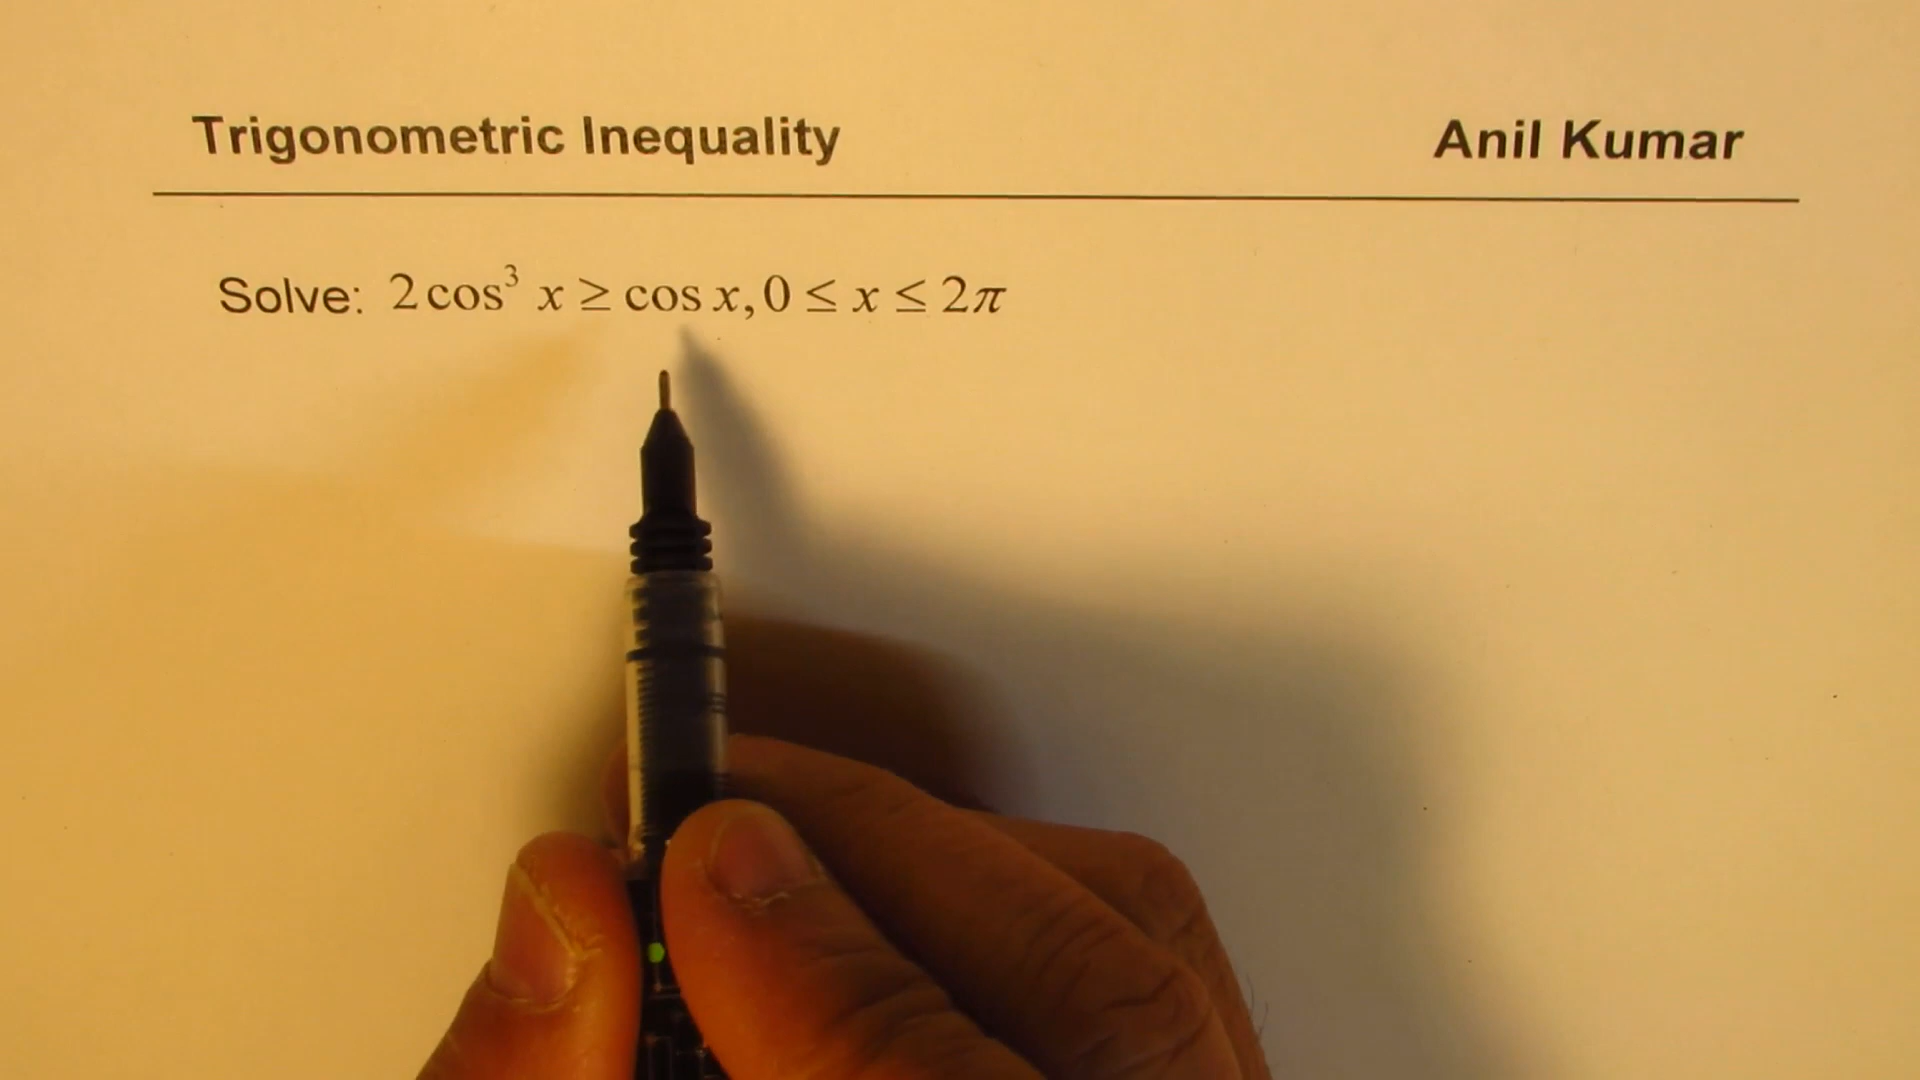 Trigonometric Inequality Anil Kumar
Solve: 2 cos³ x ≥ cos x, 0 ≤ x ≤ 2π